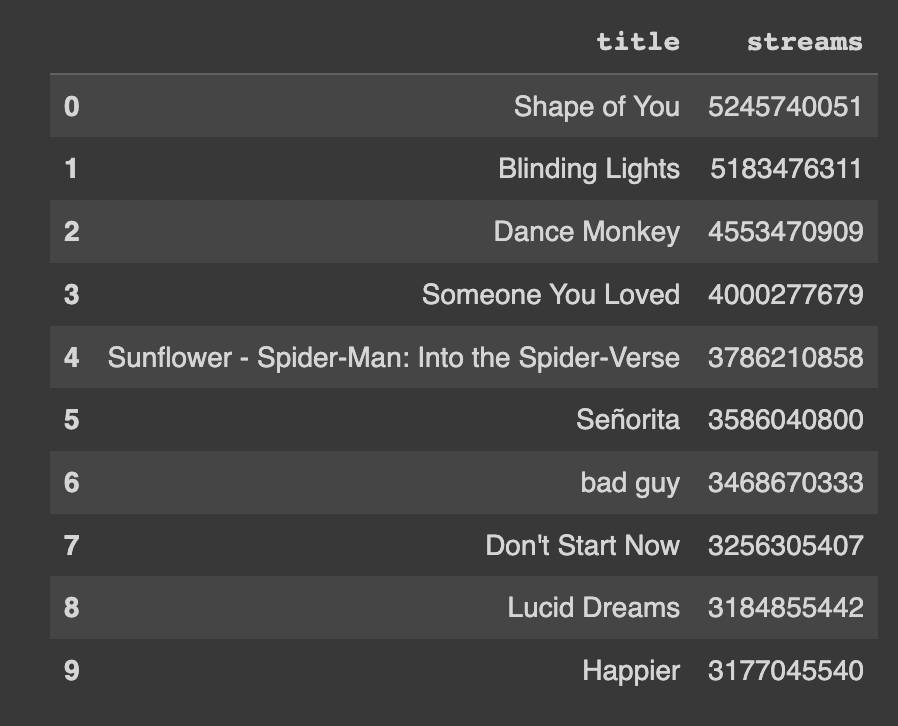 title streams
0 Shape of You 5245740051
1 Blinding Lights 5183476311
2 Dance Monkey 4553470909
3 Someone You Loved 4000277679
4 Sunflower - Spider-Man: Into the Spider-Verse 3786210858
5 Señorita 3586040800
6 bad guy 3468670333
7 Don't Start Now 3256305407
8 Lucid Dreams 3184855442
9 Happier 3177045540